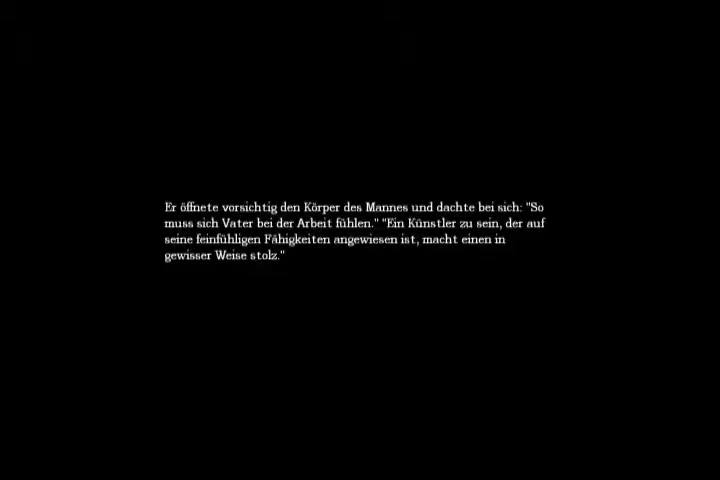 Er öffnete vorsichtig den Körper des Mannes und dachte bei sich: "So
muss sich Vater bei der Arbeit fühlen." "Ein Künstler zu sein, der auf
seine feinfühligen Fähigkeiten angewiesen ist, macht einen in
gewisser Weise stolz."